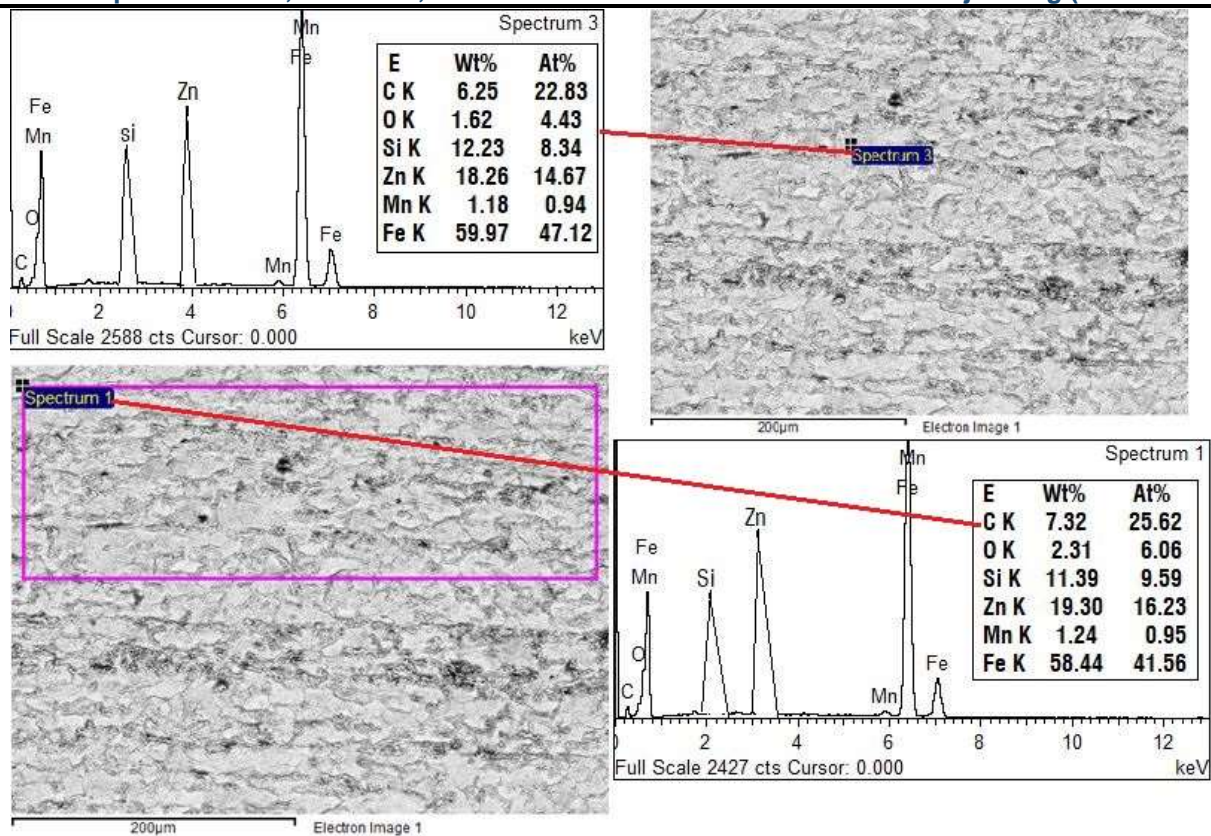 Spectrum 3
E Wt% At%
C K 6.25 22.83
O K 1.62 4.43
Si K 12.23 8.34
Zn K 18.26 14.67
Mn K 1.18 0.94
Fe K 59.97 47.12
Mn
Fe
Zn
si
Fe
Mn
O
C
Mn
Fe
2 4 6 8 10 12
Full Scale 2588 cts Cursor: 0.000 keV
Spectrum 3
200µm Electron Image 1
Spectrum 1
200µm Electron Image 1
Spectrum 1
E Wt% At%
C K 7.32 25.62
O K 2.31 6.06
Si K 11.39 9.59
Zn K 19.30 16.23
Mn K 1.24 0.95
Fe K 58.44 41.56
Mn
Fe
Zn
Si
Fe
Mn
O
C
Mn
Fe
2 4 6 8 10 12
Full Scale 2427 cts Cursor: 0.000 keV